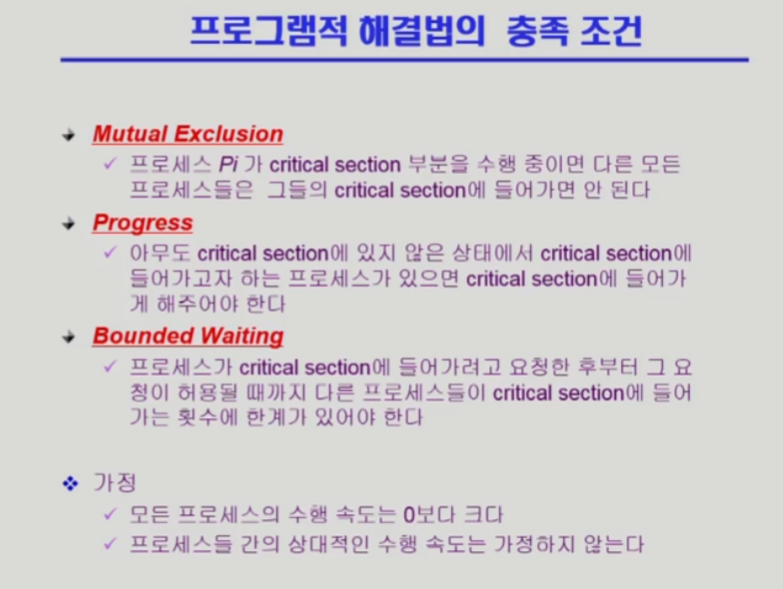 프로그램적 해결법의 충족 조건
Mutual Exclusion
프로세스 Pi 가 critical section 부분을 수행 중이면 다른 모든
프로세스들은 그들의 critical section에 들어가면 안 된다
Progress
아무도 critical section에 있지 않은 상태에서 critical section에
들어가고자 하는 프로세스가 있으면 critical section에 들어가
게 해주어야 한다
Bounded Waiting
프로세스가 critical section에 들어가려고 요청한 후부터 그 요
청이 허용될 때까지 다른 프로세스들이 critical section에 들어
가는 횟수에 한계가 있어야 한다
가정
모든 프로세스의 수행 속도는 0보다 크다
프로세스들 간의 상대적인 수행 속도는 가정하지 않는다